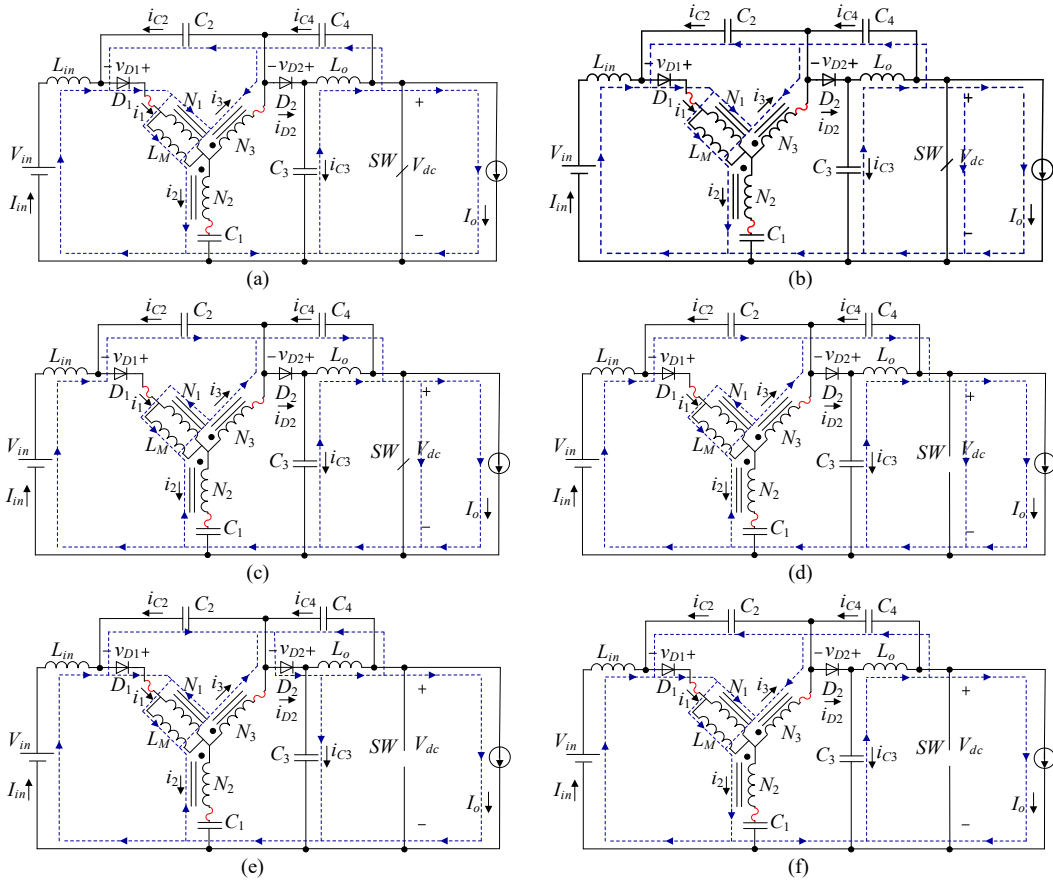 iC2 C2 iC4 C4
Lin - vD1+ - vD2+ Lo
D1 N1 i3 D2 +
i1 iD2
Vin LM N3 C3 iC3 SW Vdc
Iin i2 N2 Io
C1 −
(a)
iC2 C2 iC4 C4
Lin - vD1+ - vD2+ Lo
D1 N1 i3 D2 +
i1 iD2
Vin LM N3 C3 iC3 SW Vdc
Iin i2 N2 Io
C1 −
(b)
iC2 C2 iC4 C4
Lin - vD1+ - vD2+ Lo
D1 N1 i3 D2 +
i1 iD2
Vin LM N3 C3 iC3 SW Vdc
Iin i2 N2 Io
C1 −
(c)
iC2 C2 iC4 C4
Lin - vD1+ - vD2+ Lo
D1 N1 i3 D2 +
i1 iD2
Vin LM N3 C3 iC3 SW Vdc
Iin i2 N2 Io
C1 −
(d)
iC2 C2 iC4 C4
Lin - vD1+ - vD2+ Lo
D1 N1 i3 D2 +
i1 iD2
Vin LM N3 C3 iC3 SW Vdc
Iin i2 N2 Io
C1 −
(e)
iC2 C2 iC4 C4
Lin - vD1+ - vD2+ Lo
D1 N1 i3 D2 +
i1 iD2
Vin LM N3 C3 iC3 SW Vdc
Iin i2 N2 Io
C1 −
(f)